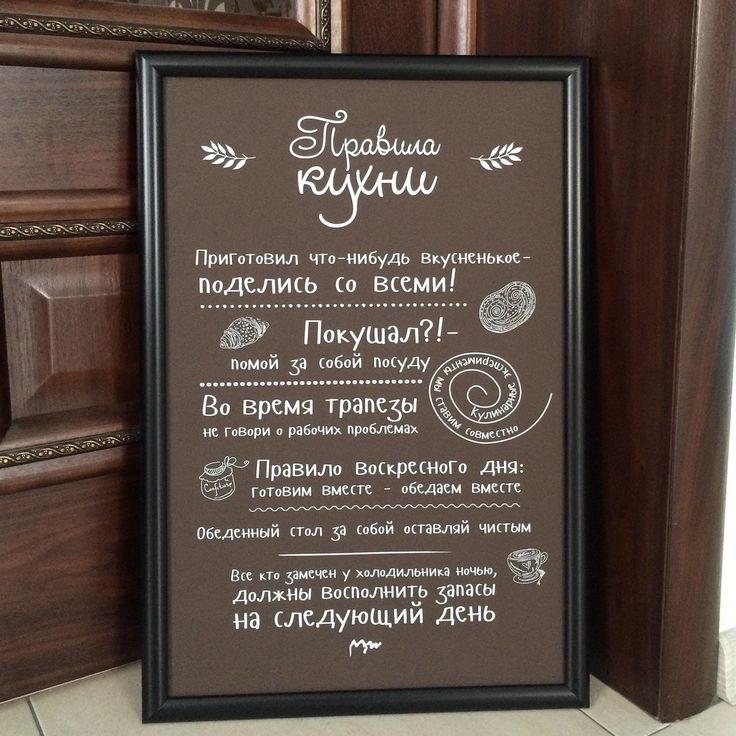 Правила
кухни
Приготовил что-нибудь вкусненькое-
поделись со всеми!
Покушал?!-
помой за собой посуду
Во время трапезы
не говори о рабочих проблемах
Кулинарные эксперименты мы ставим совместно
Правило воскресного дня:
готовим вместе - обедаем вместе
Confiture
Обеденный стол за собой оставляй чистым
Все кто замечен у холодильника ночью,
должны восполнить запасы
на следующий день